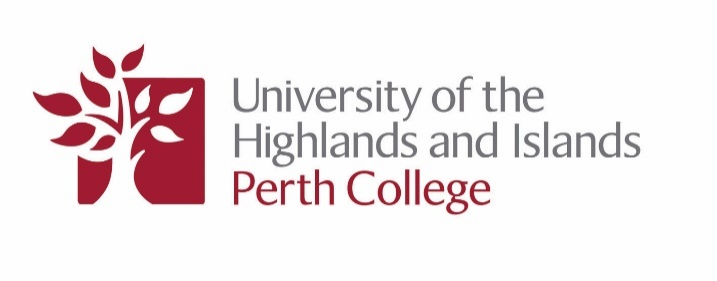 University of the
Highlands and Islands
Perth College